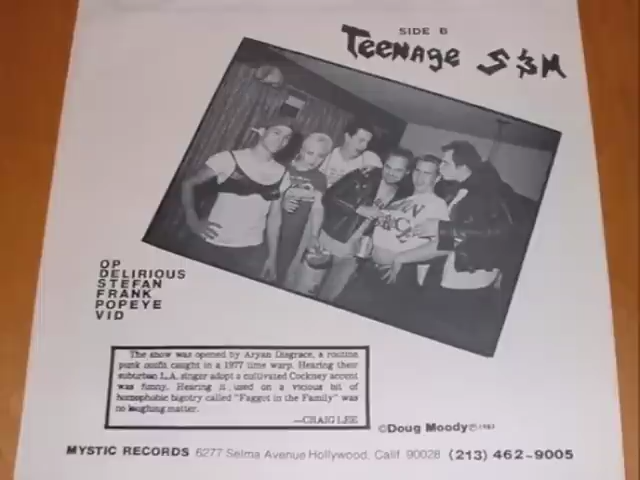 SIDE B
TEENAGE S&M
OP
DELIRIOUS
STEFAN
FRANK
POPEYE
VID
The show was opened by Aryan Disgrace, a routine
punk outfit caught in a 1977 time warp. Hearing their
suburban L.A. singer adopt a cultivated Cockney accent
was funny. Hearing it used on a vicious bit of
homophobic bigotry called "Faggot in the Family" was
no laughing matter.
—CRAIG LEE
©Doug Moody℗1983
MYSTIC RECORDS 6277 Selma Avenue Hollywood, Calif. 90028 (213) 462-9005